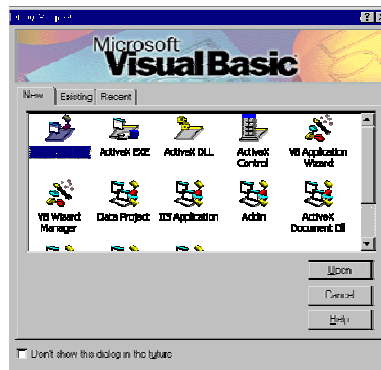 Microsoft
Visual Basic
New Existing Recent
ActiveX EXE ActiveX DLL ActiveX Control VB Application Wizard
VB Wizard Manager Data Project IIS Application Addin ActiveX Document Dll
Open
Cancel
Help
Don't show this dialog in the future